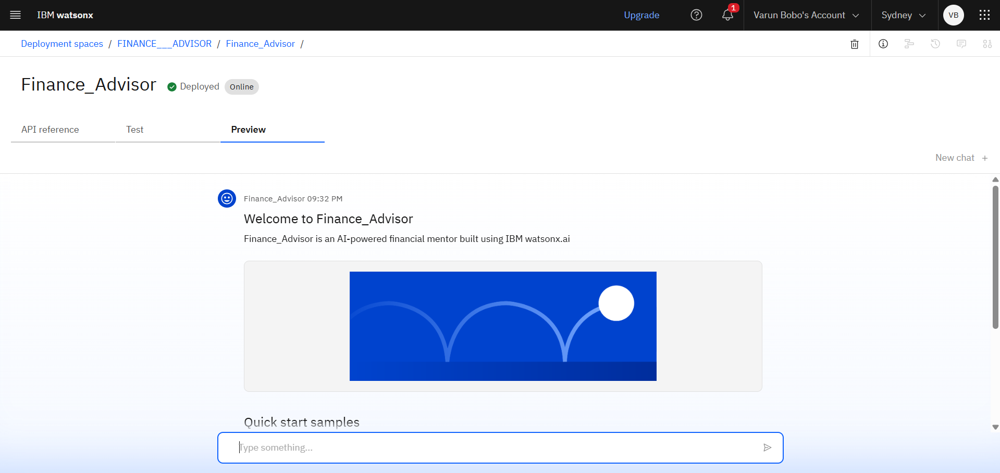 IBM watsonx
Upgrade
1
Varun Bobo's Account
Sydney
VB
Deployment spaces / FINANCE___ADVISOR / Finance_Advisor /
Finance_Advisor
Deployed
Online
API reference
Test
Preview
New chat +
Finance_Advisor 09:32 PM
Welcome to Finance_Advisor
Finance_Advisor is an AI-powered financial mentor built using IBM watsonx.ai
Quick start samples
Type something...